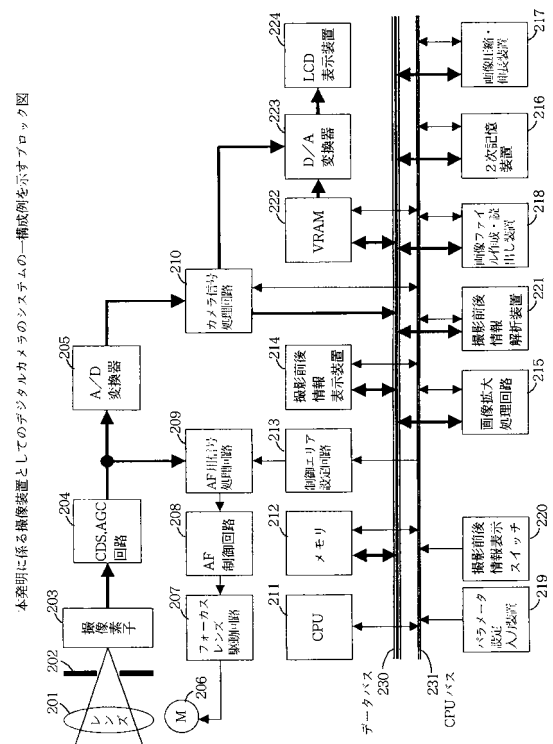 本発明に係る撮像装置としてのデジタルカメラのシステムの一構成例を示すブロック図
201
レンズ
202
203
撮像
素子
204
CDS,AGC
回路
205
A/D
変換器
206
M
207
フォーカス
レンズ
駆動回路
208
AF
制御回路
209
AF用信号
処理回路
210
カメラ信号
処理回路
211
CPU
212
メモリ
213
制御エリア
設定回路
214
撮影前後
情報
表示装置
222
VRAM
223
D/A
変換器
224
LCD
表示装置
データバス
230
231
CPUバス
パラメータ
設定
入力装置
219
撮影前後
情報表示
スイッチ
220
画像拡大
処理回路
215
撮影前後
情報
解析装置
221
画像ファイ
ル作成・読
出し装置
218
2次記憶
装置
216
画像圧縮・
伸長装置
217